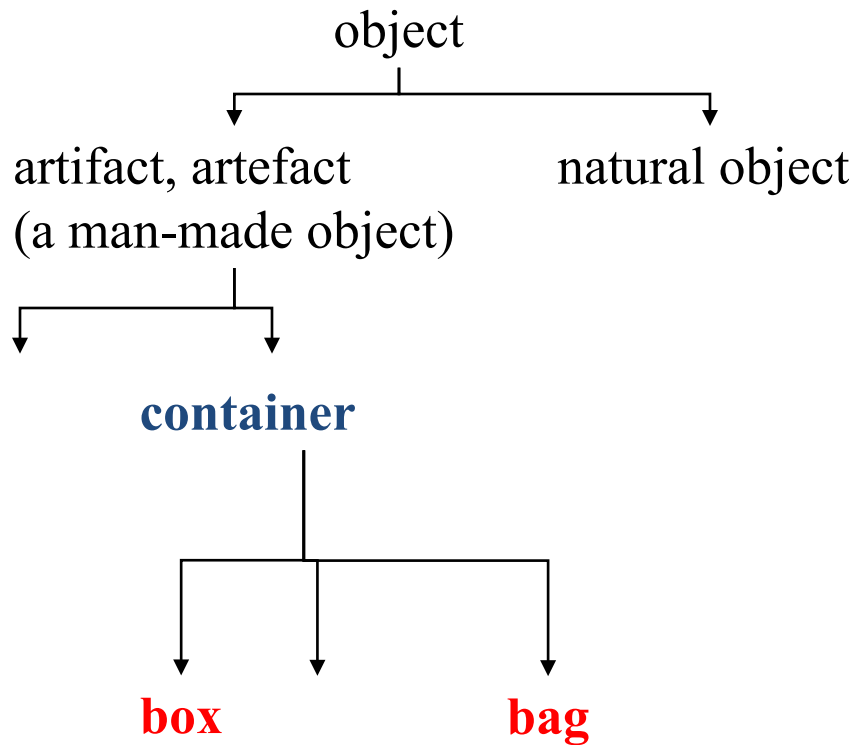 object
artifact, artefact
(a man-made object)
natural object
container
box
bag